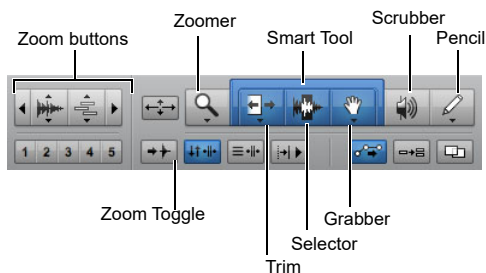 Scrubber
Zoomer
Zoom buttons
Smart Tool
Pencil
1 2 3 4 5
Zoom Toggle
Grabber
Selector
Trim